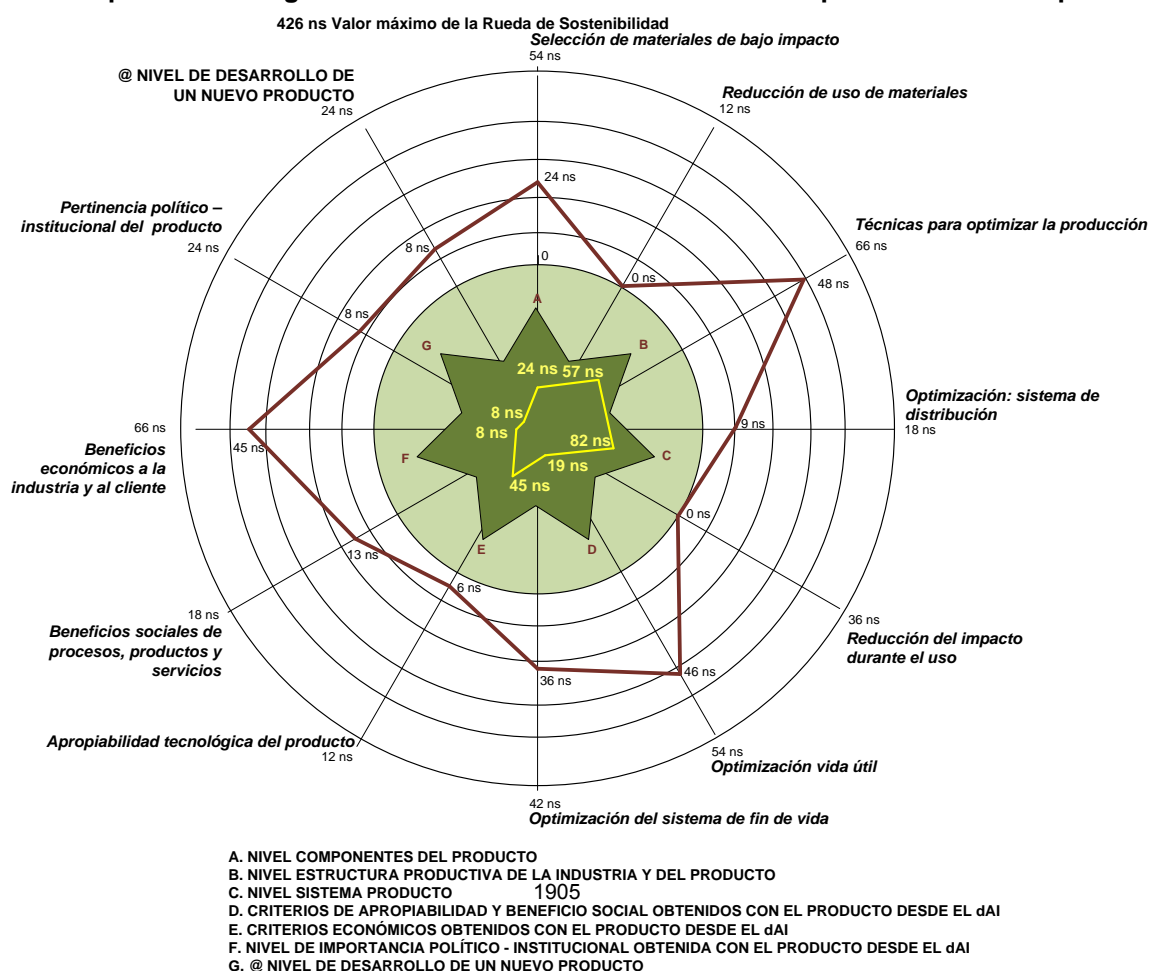 426 ns Valor máximo de la Rueda de Sostenibilidad
Selección de materiales de bajo impacto
54 ns
@ NIVEL DE DESARROLLO DE
UN NUEVO PRODUCTO
24 ns
Reducción de uso de materiales
12 ns
Pertinencia político –
institucional del producto
24 ns
Técnicas para optimizar la producción
66 ns
24 ns
8 ns
0
0 ns
48 ns
8 ns
A
G
B
24 ns
57 ns
8 ns
8 ns
82 ns
19 ns
45 ns
F
C
E
D
66 ns
Beneficios
económicos a la
industria y al cliente
45 ns
9 ns
Optimización: sistema de
distribución
18 ns
0 ns
13 ns
6 ns
18 ns
Beneficios sociales de
procesos, productos y
servicios
36 ns
Reducción del impacto
durante el uso
36 ns
46 ns
Apropiabilidad tecnológica del producto
12 ns
54 ns
Optimización vida útil
42 ns
Optimización del sistema de fin de vida
A. NIVEL COMPONENTES DEL PRODUCTO
B. NIVEL ESTRUCTURA PRODUCTIVA DE LA INDUSTRIA Y DEL PRODUCTO
C. NIVEL SISTEMA PRODUCTO
1905
D. CRITERIOS DE APROPIABILIDAD Y BENEFICIO SOCIAL OBTENIDOS CON EL PRODUCTO DESDE EL dAI
E. CRITERIOS ECONÓMICOS OBTENIDOS CON EL PRODUCTO DESDE EL dAI
F. NIVEL DE IMPORTANCIA POLÍTICO - INSTITUCIONAL OBTENIDA CON EL PRODUCTO DESDE EL dAI
G. @ NIVEL DE DESARROLLO DE UN NUEVO PRODUCTO